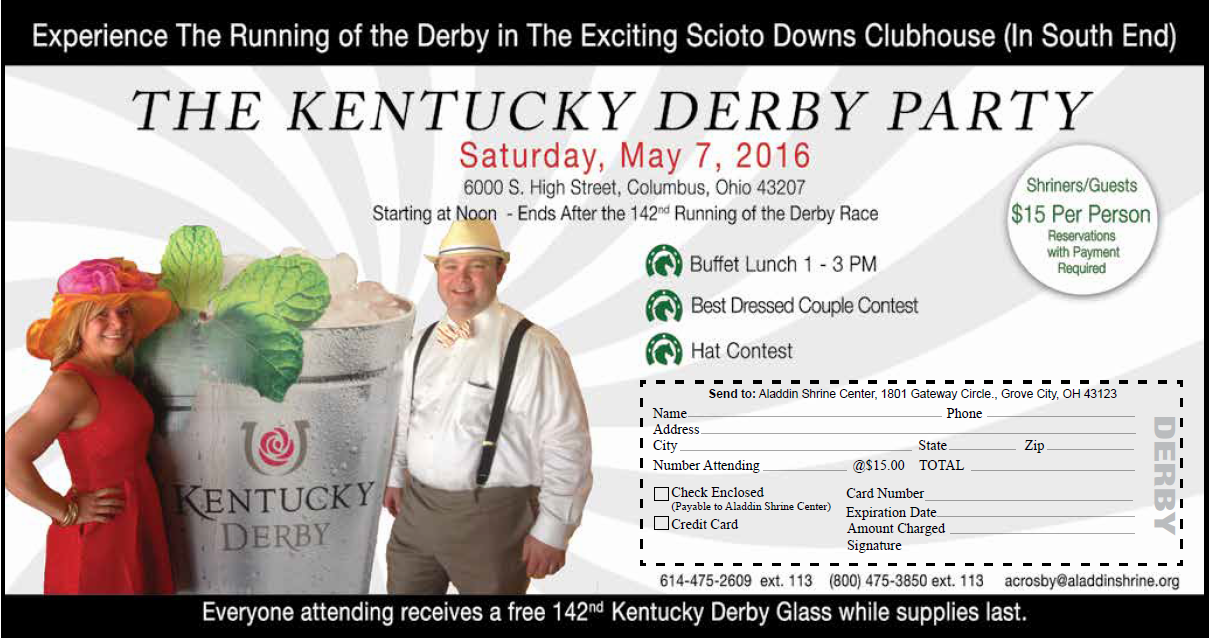 Experience The Running of the Derby in The Exciting Scioto Downs Clubhouse (In South End)
THE KENTUCKY DERBY PARTY
Saturday, May 7, 2016
6000 S. High Street, Columbus, Ohio 43207
Starting at Noon - Ends After the 142nd Running of the Derby Race
Shriners/Guests
$15 Per Person
Reservations
with Payment
Required
Buffet Lunch 1 - 3 PM
Best Dressed Couple Contest
Hat Contest
KENTUCKY
DERBY
Send to: Aladdin Shrine Center, 1801 Gateway Circle., Grove City, OH 43123
Name Phone
Address
City State Zip
Number Attending @$15.00 TOTAL
Check Enclosed
(Payable to Aladdin Shrine Center)
Credit Card
Card Number
Expiration Date
Amount Charged
Signature
DERBY
614-475-2609 ext. 113 (800) 475-3850 ext. 113 acrosby@aladdinshrine.org
Everyone attending receives a free 142nd Kentucky Derby Glass while supplies last.